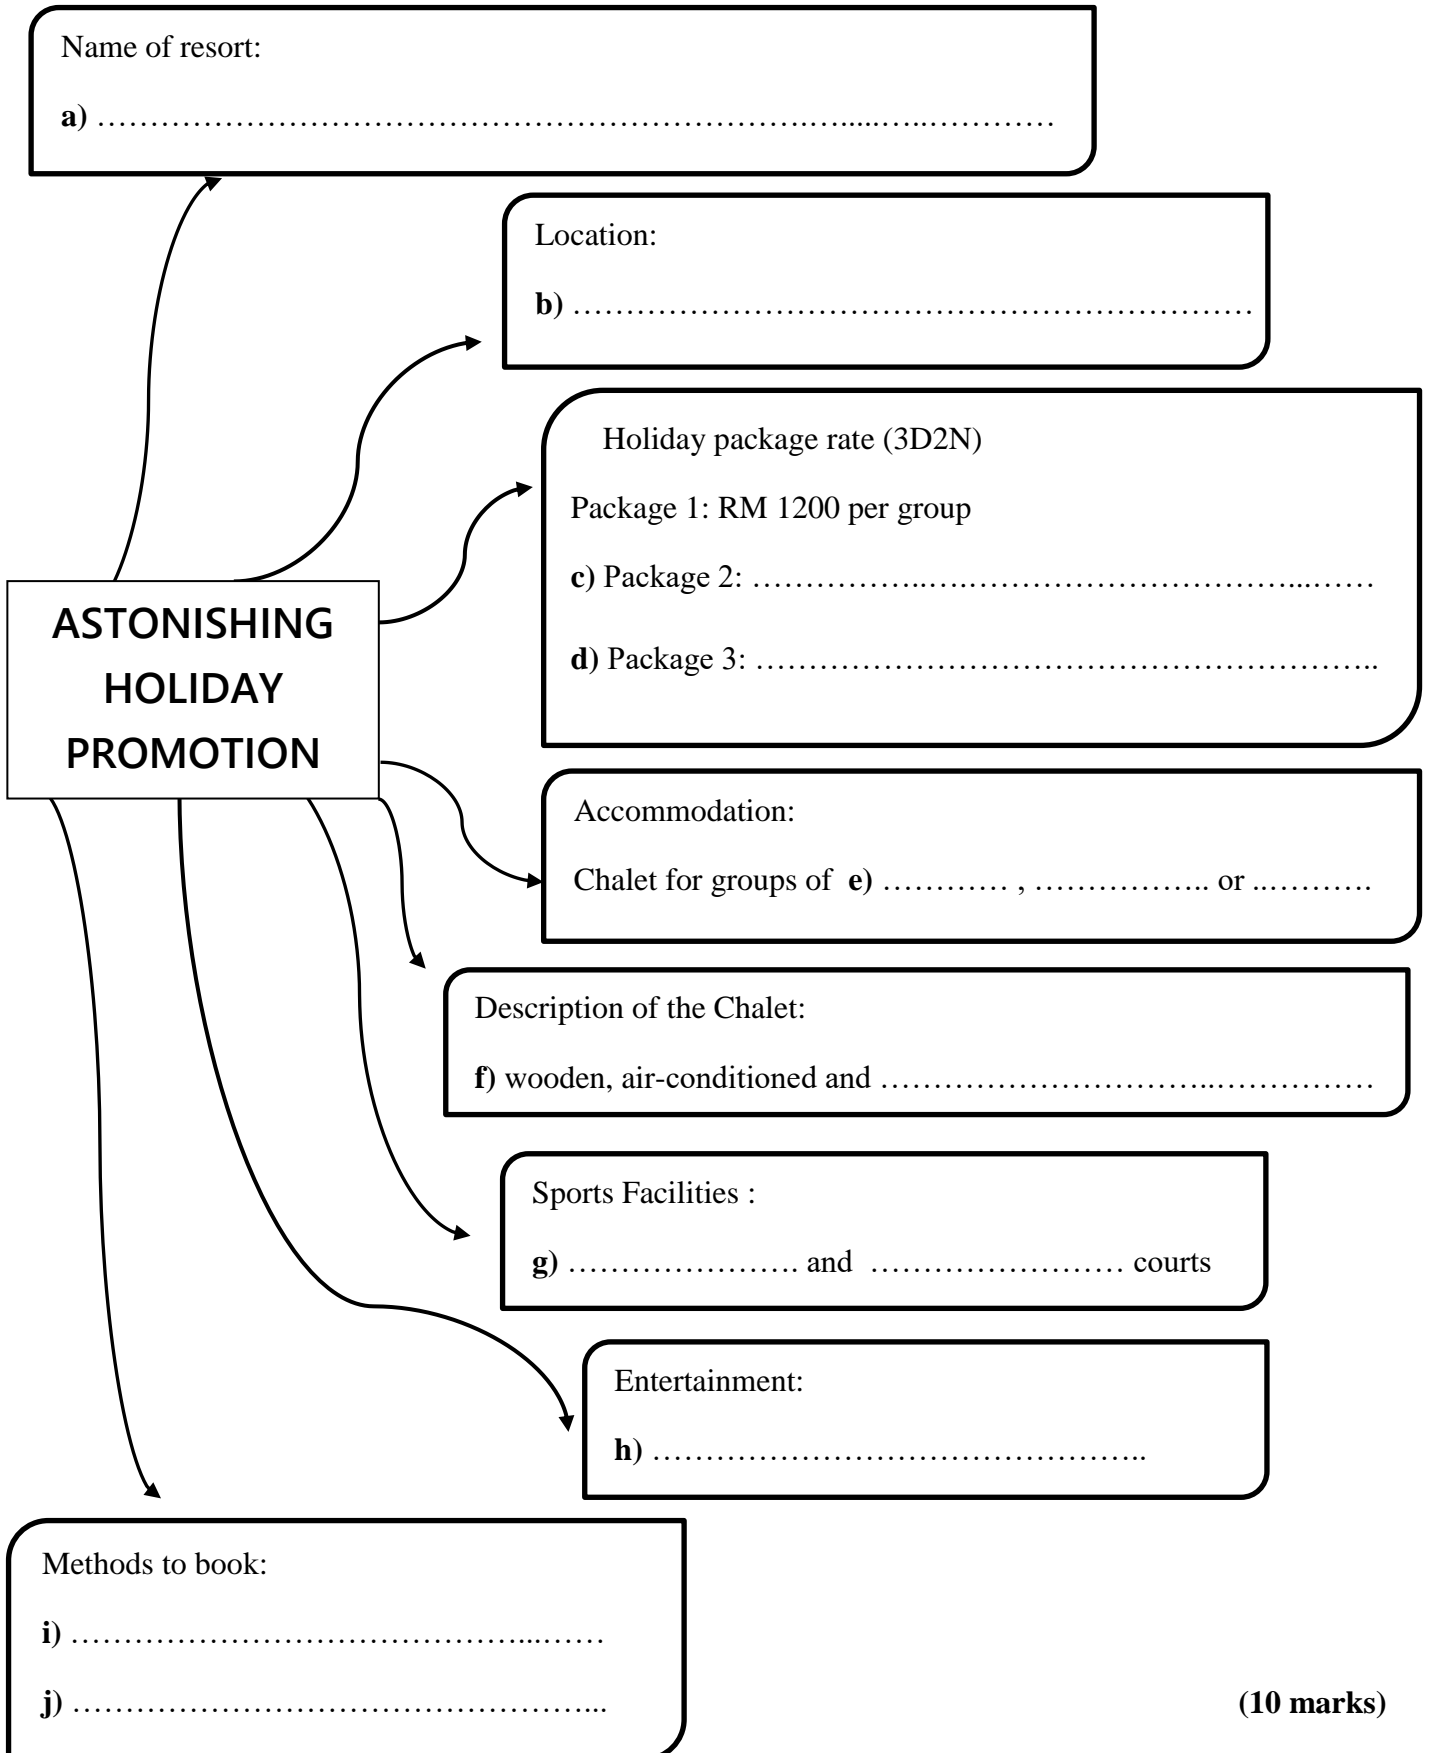 Name of resort:
a) ……………………………………………………………….…......…..…………
Location:
b) ……………………………………………………………
Holiday package rate (3D2N)
Package 1: RM 1200 per group
c) Package 2: ……………..….…………………………...……
d) Package 3: …………………………………………………………..
ASTONISHING
HOLIDAY
PROMOTION
Accommodation:
Chalet for groups of e) ………… , …………….. or ..……….
Description of the Chalet:
f) wooden, air-conditioned and …………………………...……………
Sports Facilities :
g) …………………. and …………………… courts
Entertainment:
h) ………………………………………..
Methods to book:
i) ……………………………………...……
j) …………………………………………...
(10 marks)